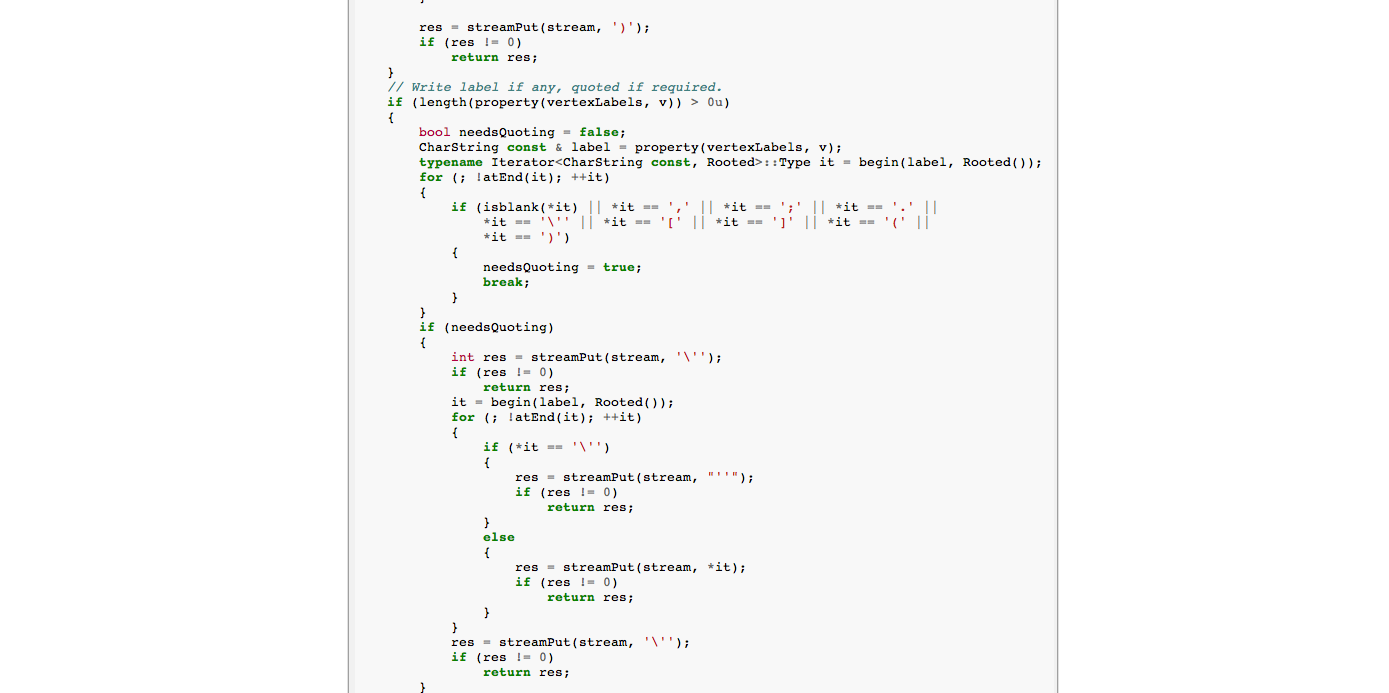 }
res = streamPut(stream, ')');
if (res != 0)
return res;
}
// Write label if any, quoted if required.
if (length(property(vertexLabels, v)) > 0u)
{
bool needsQuoting = false;
CharString const & label = property(vertexLabels, v);
typename Iterator<CharString const, Rooted>::Type it = begin(label, Rooted());
for (; !atEnd(it); ++it)
{
if (isblank(*it) || *it == ',' || *it == ';' || *it == '.' ||
*it == '\'' || *it == '[' || *it == ']' || *it == '(' ||
*it == ')')
{
needsQuoting = true;
break;
}
}
if (needsQuoting)
{
int res = streamPut(stream, '\'');
if (res != 0)
return res;
it = begin(label, Rooted());
for (; !atEnd(it); ++it)
{
if (*it == '\'')
{
res = streamPut(stream, "''");
if (res != 0)
return res;
}
else
{
res = streamPut(stream, *it);
if (res != 0)
return res;
}
}
res = streamPut(stream, '\'');
if (res != 0)
return res;
}